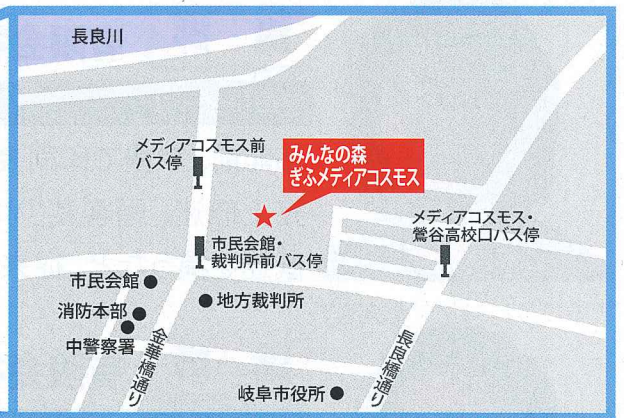 長良川
メディアコスモス前
バス停
みんなの森
ぎふメディアコスモス
メディアコスモス・
鶯谷高校口バス停
市民会館・
裁判所前バス停
市民会館
地方裁判所
消防本部
中警察署
金華橋通り
長良橋通り
岐阜市役所